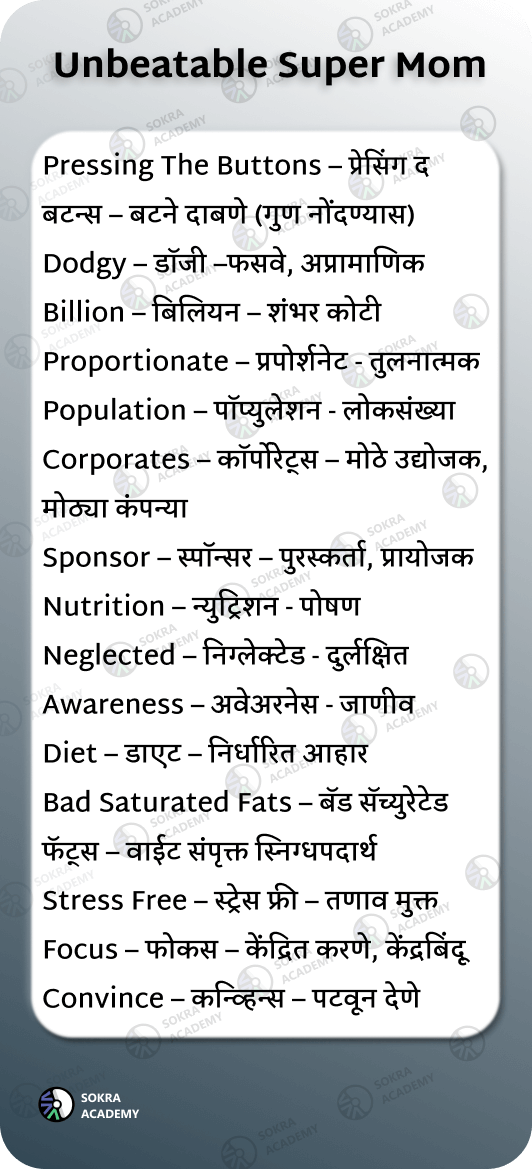 Unbeatable Super Mom
Pressing The Buttons – प्रेसिंग द
बटन्स – बटने दाबणे (गुण नोंदण्यास)
Dodgy – डॉजी –फसवे, अप्रामाणिक
Billion – बिलियन – शंभर कोटी
Proportionate – प्रपोर्शनेट - तुलनात्मक
Population – पॉप्युलेशन - लोकसंख्या
Corporates – कॉर्पोरेट्स – मोठे उद्योजक,
मोठ्या कंपन्या
Sponsor – स्पॉन्सर – पुरस्कर्ता, प्रायोजक
Nutrition – न्युट्रिशन - पोषण
Neglected – निग्लेक्टेड - दुर्लक्षित
Awareness – अवेअरनेस - जाणीव
Diet – डाएट – निर्धारित आहार
Bad Saturated Fats – बॅड सॅच्युरेटेड
फॅट्स – वाईट संपृक्त स्निग्धपदार्थ
Stress Free – स्ट्रेस फ्री – तणाव मुक्त
Focus – फोकस – केंद्रित करणे, केंद्रबिंदू
Convince – कन्व्हिन्स – पटवून देणे
SOKRA
ACADEMY